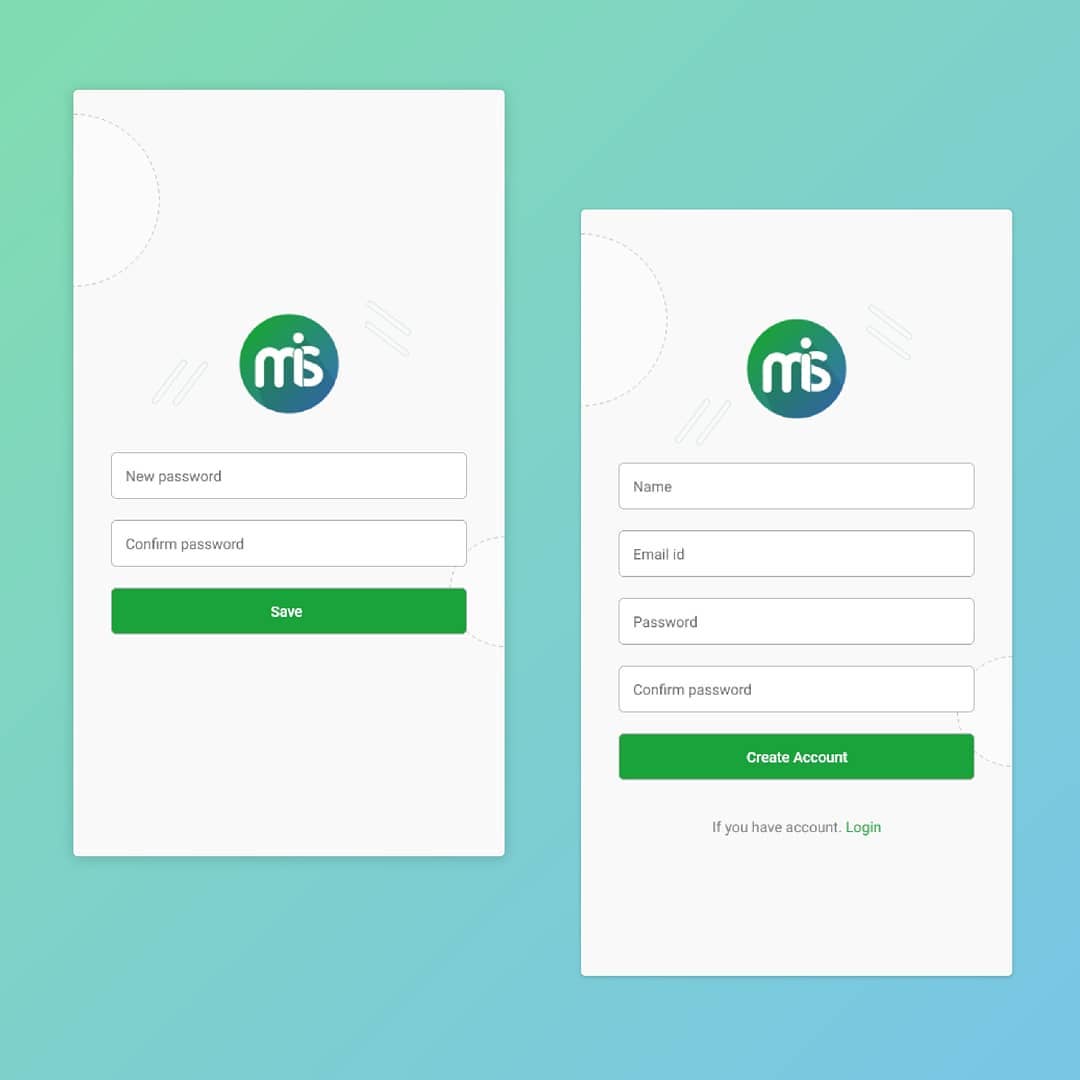 mis
New password
Confirm password
Save
mis
Name
Email id
Password
Confirm password
Create Account
If you have account. Login